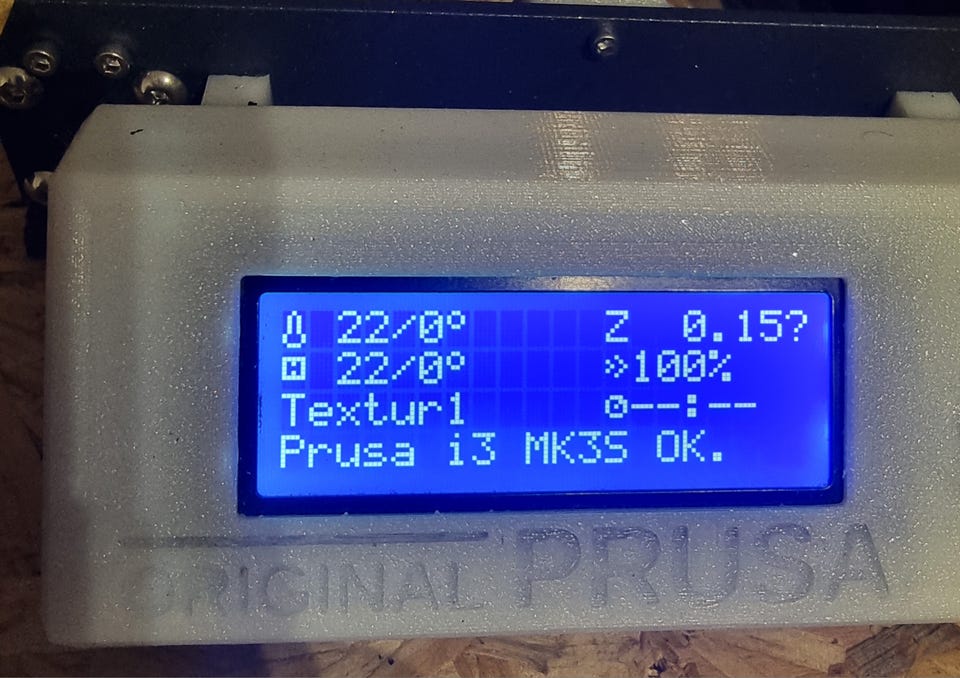 22/0° Z 0.15?
22/0° »100%
Textur1 --:--
Prusa i3 MK3S OK.
ORIGINAL PRUSA